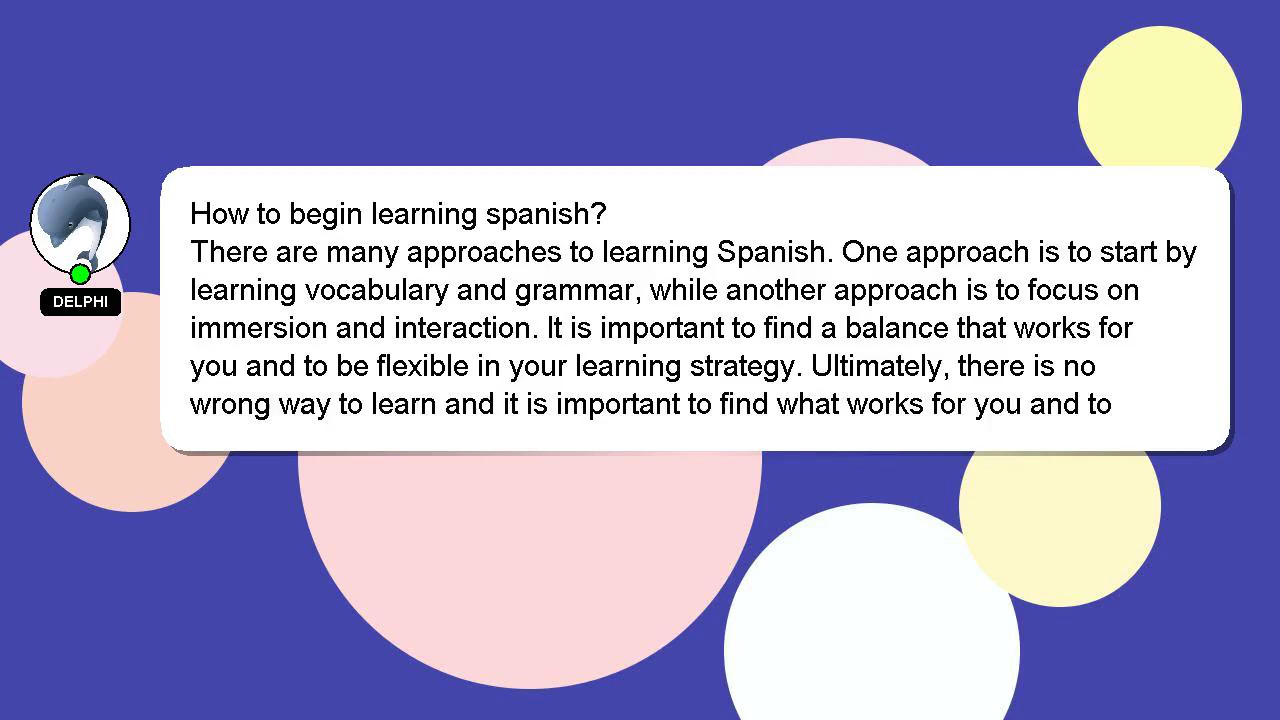 How to begin learning spanish?
There are many approaches to learning Spanish. One approach is to start by
learning vocabulary and grammar, while another approach is to focus on
immersion and interaction. It is important to find a balance that works for
you and to be flexible in your learning strategy. Ultimately, there is no
wrong way to learn and it is important to find what works for you and to
DELPHI